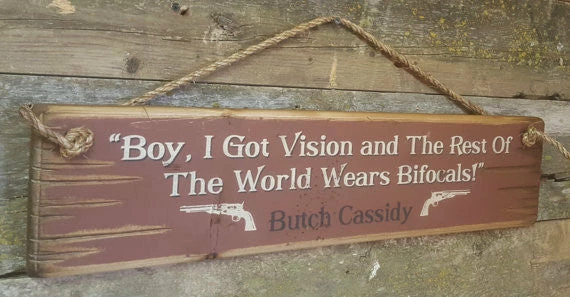 “Boy, I Got Vision and The Rest Of
The World Wears Bifocals!”
Butch Cassidy